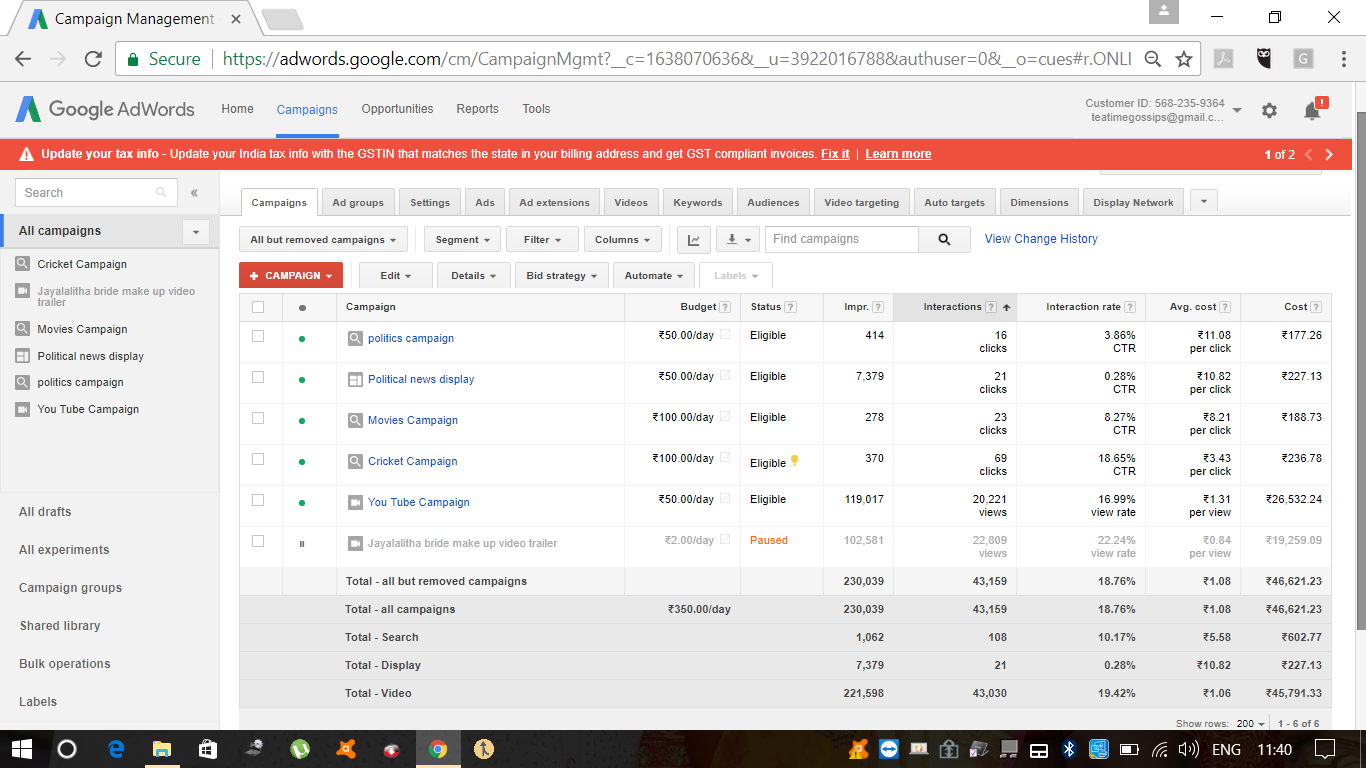 Campaign Management
Secure https://adwords.google.com/cm/CampaignMgmt?__c=1638070636&__u=3922016788&authuser=0&__o=cues#r.ONLI
Google AdWords Home Campaigns Opportunities Reports Tools
Customer ID: 568-235-9364
teatimegossips@gmail.c...
Update your tax info - Update your India tax info with the GSTIN that matches the state in your billing address and get GST compliant invoices. Fix it | Learn more 1 of 2
Search «
Campaigns Ad groups Settings Ads Ad extensions Videos Keywords Audiences Video targeting Auto targets Dimensions Display Network
All campaigns
All but removed campaigns Segment Filter Columns Find campaigns View Change History
Cricket Campaign
Jayalalitha bride make up video
trailer
Movies Campaign
Political news display
politics campaign
You Tube Campaign
+ CAMPAIGN Edit Details Bid strategy Automate Labels
Campaign Budget ? Status ? Impr. ? Interactions ? Interaction rate ? Avg. cost ? Cost ?
politics campaign ₹50.00/day Eligible 414 16 3.86% ₹11.08 ₹177.26
clicks CTR per click
Political news display ₹50.00/day Eligible 7,379 21 0.28% ₹10.82 ₹227.13
clicks CTR per click
Movies Campaign ₹100.00/day Eligible 278 23 8.27% ₹8.21 ₹188.73
clicks CTR per click
Cricket Campaign ₹100.00/day Eligible 370 69 18.65% ₹3.43 ₹236.78
clicks CTR per click
You Tube Campaign ₹50.00/day Eligible 119,017 20,221 16.99% ₹1.31 ₹26,532.24
views view rate per view
Jayalalitha bride make up video trailer ₹2.00/day Paused 102,581 22,809 22.24% ₹0.84 ₹19,259.09
views view rate per view
Total - all but removed campaigns 230,039 43,159 18.76% ₹1.08 ₹46,621.23
Total - all campaigns ₹350.00/day 230,039 43,159 18.76% ₹1.08 ₹46,621.23
Total - Search 1,062 108 10.17% ₹5.58 ₹602.77
Total - Display 7,379 21 0.28% ₹10.82 ₹227.13
Total - Video 221,598 43,030 19.42% ₹1.06 ₹45,791.33
All drafts
All experiments
Campaign groups
Shared library
Bulk operations
Labels
Show rows: 200 1 - 6 of 6
ENG 11:40